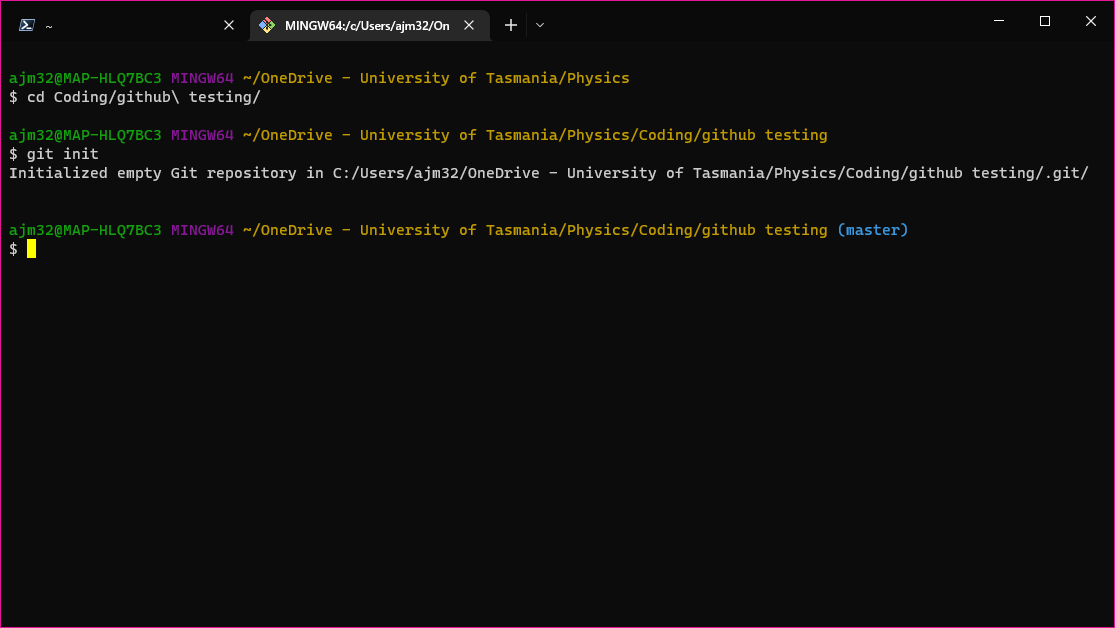 ~
MINGW64:/c/Users/ajm32/On
ajm32@MAP-HLQ7BC3 MINGW64 ~/OneDrive - University of Tasmania/Physics
$ cd Coding/github\ testing/
ajm32@MAP-HLQ7BC3 MINGW64 ~/OneDrive - University of Tasmania/Physics/Coding/github testing
$ git init
Initialized empty Git repository in C:/Users/ajm32/OneDrive - University of Tasmania/Physics/Coding/github testing/.git/
ajm32@MAP-HLQ7BC3 MINGW64 ~/OneDrive - University of Tasmania/Physics/Coding/github testing (master)
$